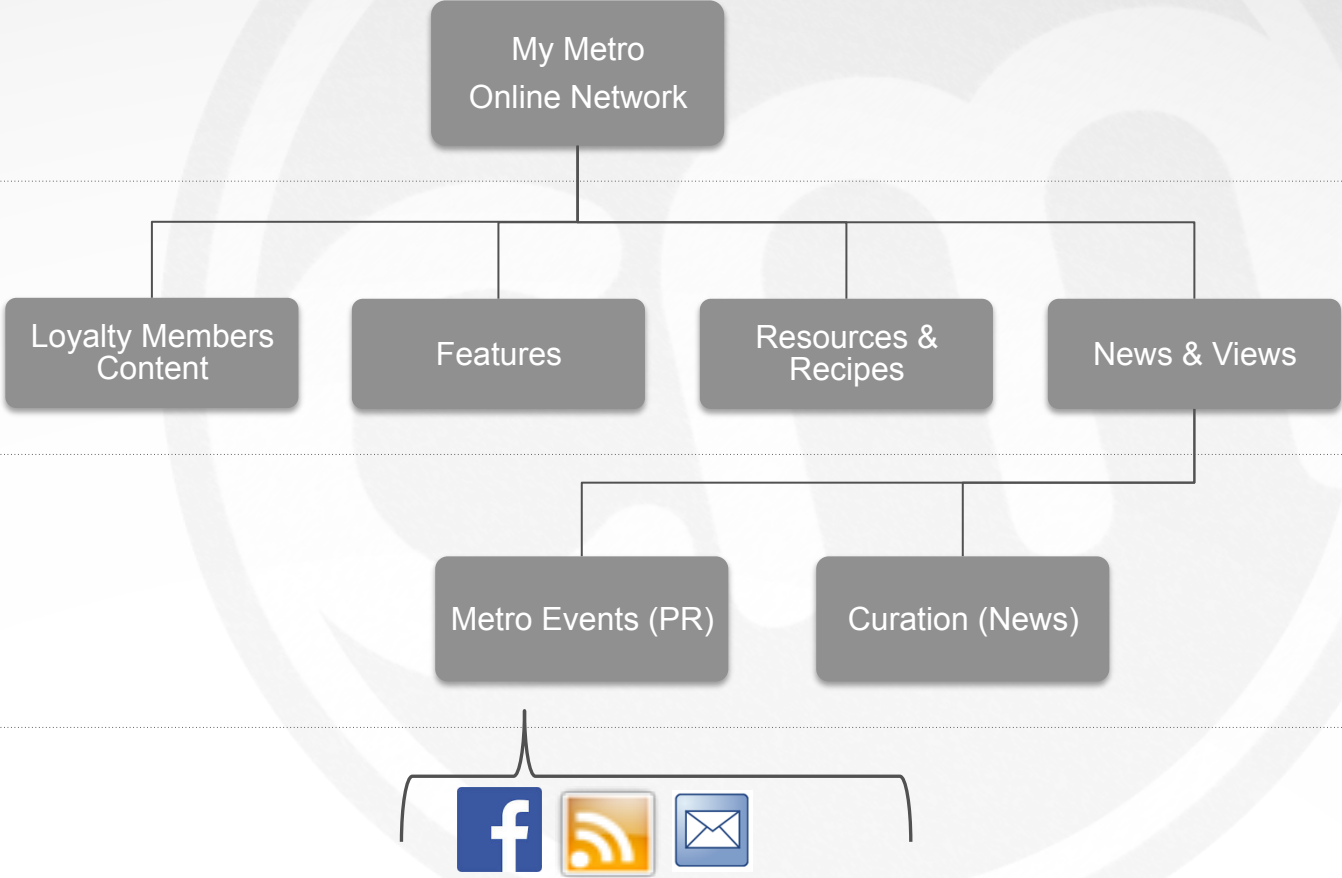 My Metro
Online Network
Loyalty Members
Content
Features
Resources &
Recipes
News & Views
Metro Events (PR)
Curation (News)